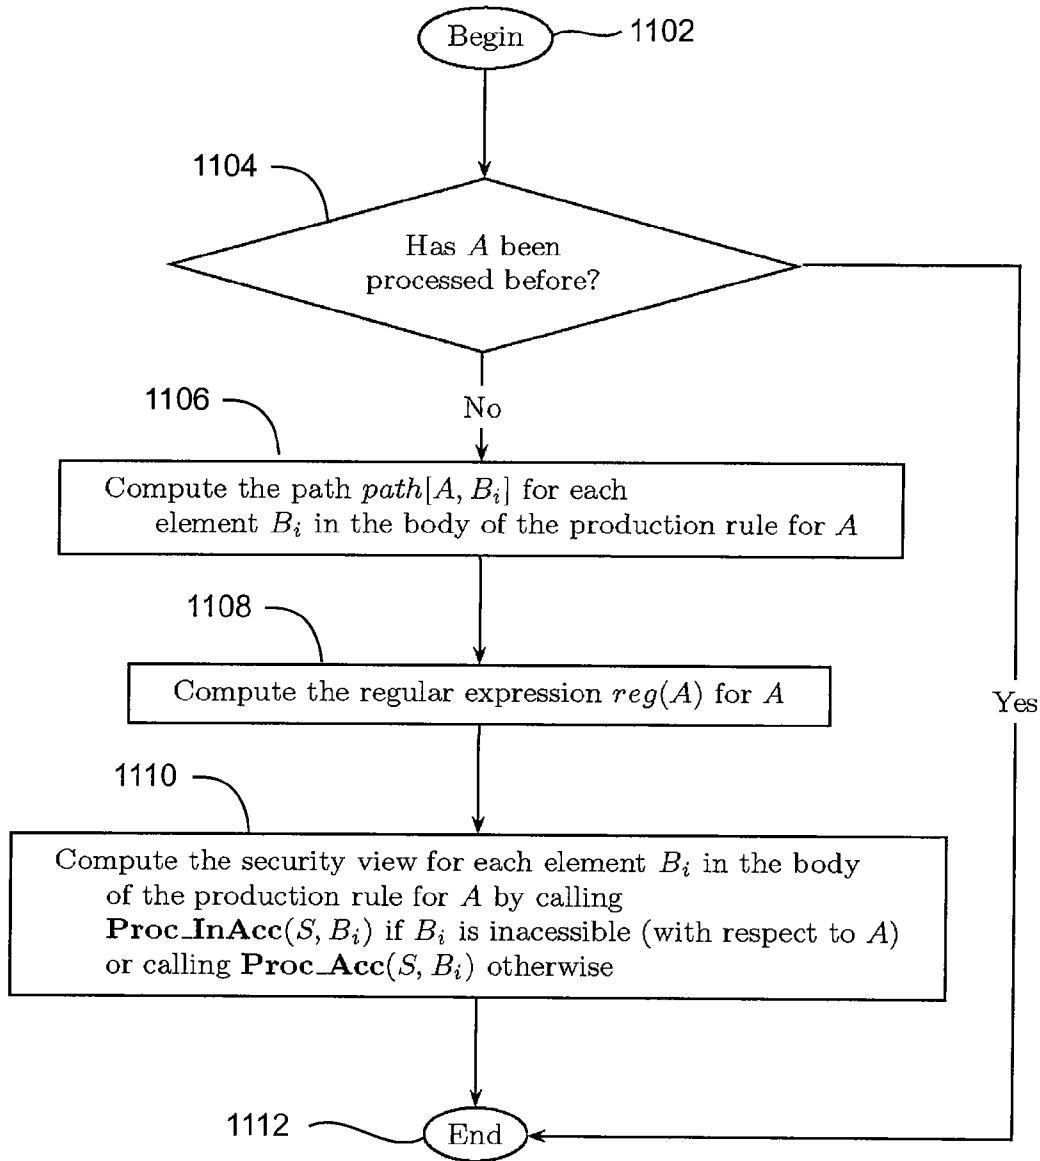 Begin
1102
1104
Has A been
processed before?
No
1106
Compute the path path[A, B_i] for each
element B_i in the body of the production rule for A
1108
Compute the regular expression reg(A) for A
Yes
1110
Compute the security view for each element B_i in the body
of the production rule for A by calling
Proc_InAcc(S, B_i) if B_i is inacessible (with respect to A)
or calling Proc_Acc(S, B_i) otherwise
1112
End